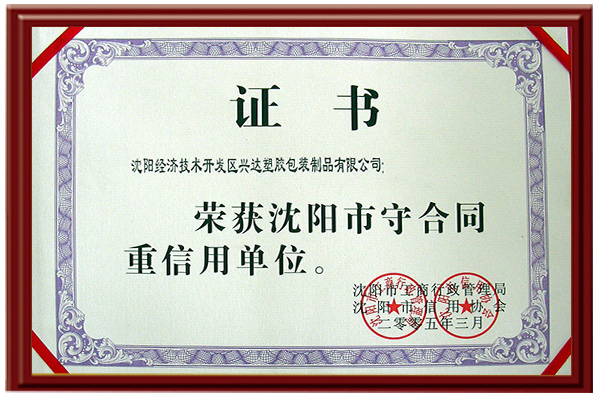 证书
沈阳经济技术开发区兴达塑胶包装制品有限公司:
荣获沈阳市守合同
重信用单位。
沈阳市工商行政管理局
沈阳市信用协会
二〇〇五年三月